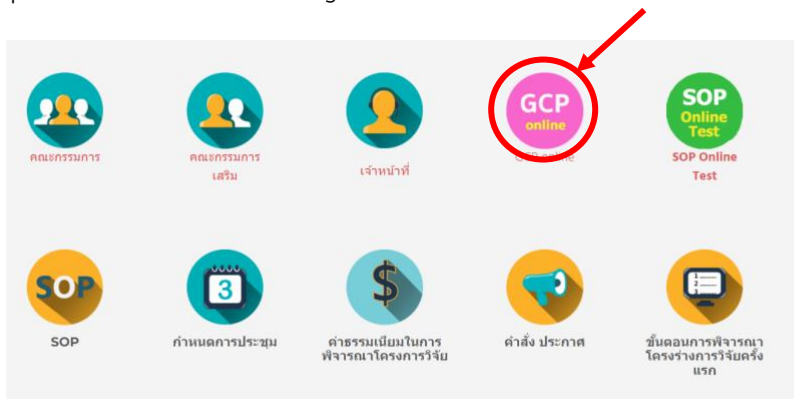 GCP
online
SOP
Online
Test
คณะกรรมการ
คณะกรรมการ
เสริม
เจ้าหน้าที่
GCP online
SOP Online
Test
SOP
3
$
1
2
3
SOP
กำหนดการประชุม
ค่าธรรมเนียมในการ
พิจารณาโครงการวิจัย
คำสั่ง ประกาศ
ขั้นตอนการพิจารณา
โครงร่างการวิจัยครั้ง
แรก